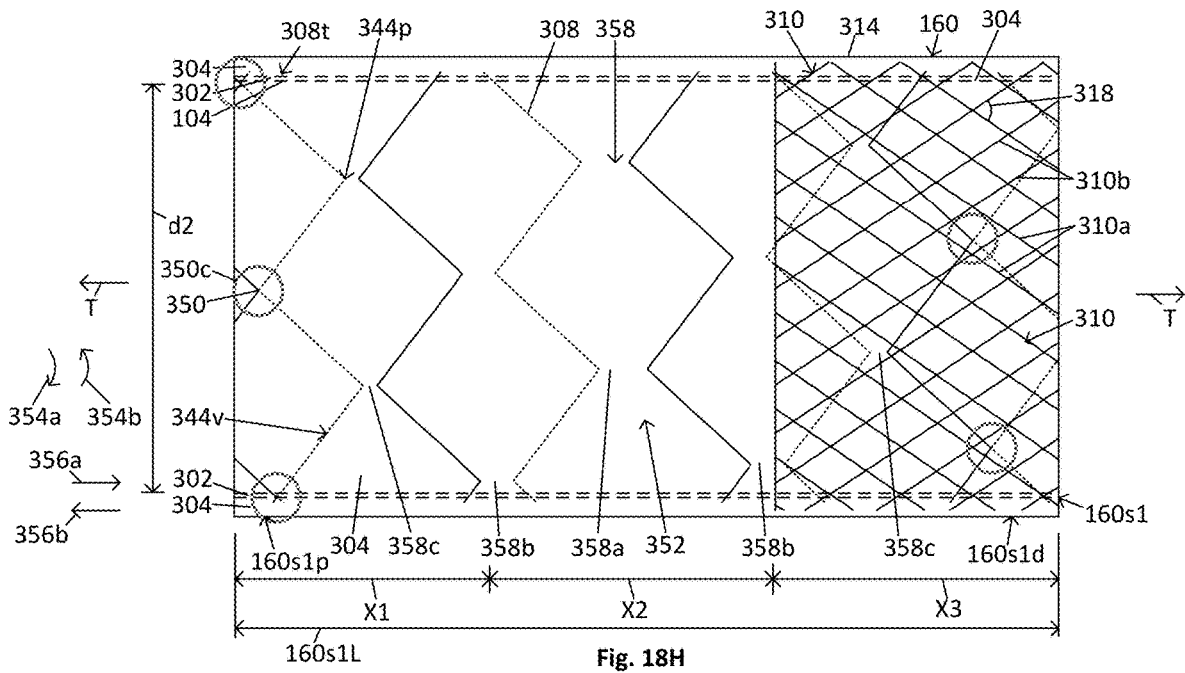 308t 344p 308 358 310 314 160 304
304
302
104
318
310b
d2
310a
350c
350
T
T
310
354a 354b
344v
356a
302
304
356b
160s1
160s1p 304 358c 358b 358a 352 358b 358c 160s1d
X1 X2 X3
160s1L
Fig. 18H